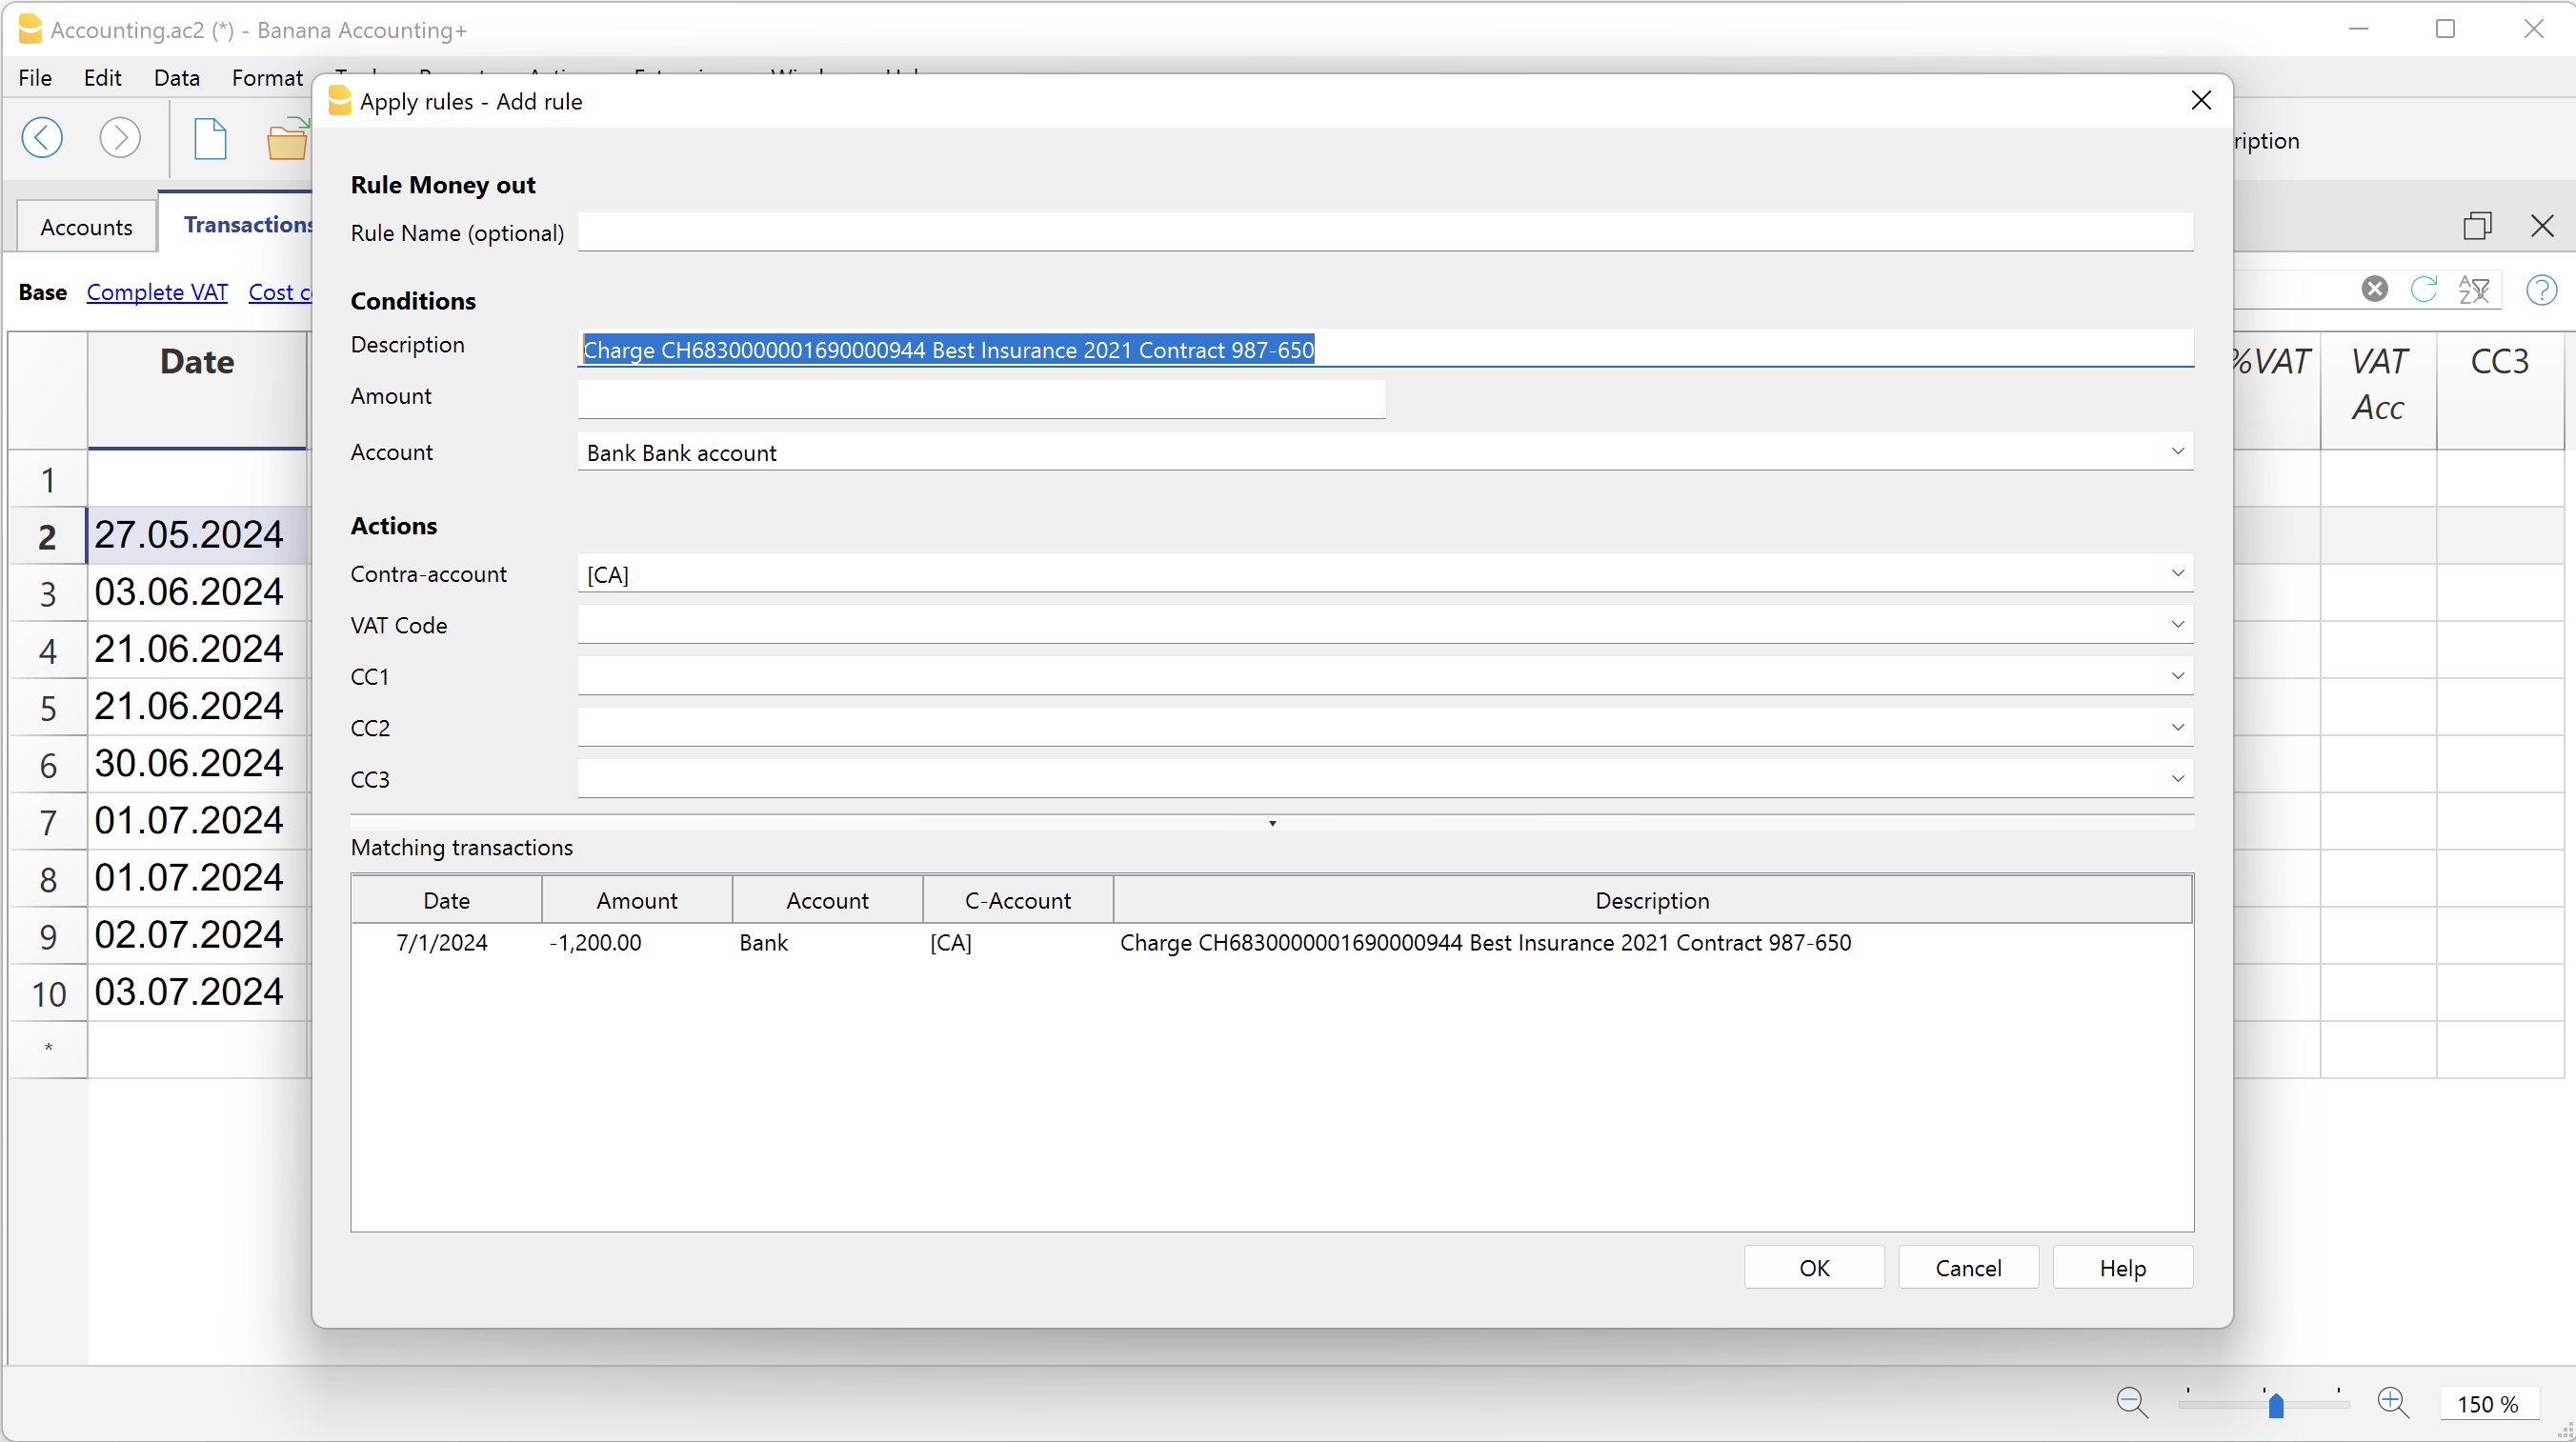 Accounting.ac2 (*) - Banana Accounting+
File Edit Data Format
Apply rules - Add rule
ription
Accounts Transactions
Base Complete VAT Cost c
Rule Money out
Rule Name (optional)
Conditions
Description Charge CH6830000001690000944 Best Insurance 2021 Contract 987-650
Amount
Account Bank Bank account
Actions
Contra-account [CA]
VAT Code
CC1
CC2
CC3
Matching transactions
Date Amount Account C-Account Description
7/1/2024 -1,200.00 Bank [CA] Charge CH6830000001690000944 Best Insurance 2021 Contract 987-650
OK Cancel Help
Date %VAT VAT Acc CC3
1
2 27.05.2024
3 03.06.2024
4 21.06.2024
5 21.06.2024
6 30.06.2024
7 01.07.2024
8 01.07.2024
9 02.07.2024
10 03.07.2024
*
150 %